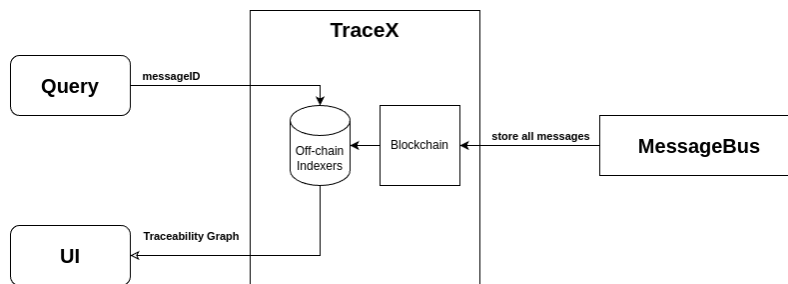 TraceX
Query
messageID
Off-chain
Indexers
Blockchain
store all messages
MessageBus
Traceability Graph
UI